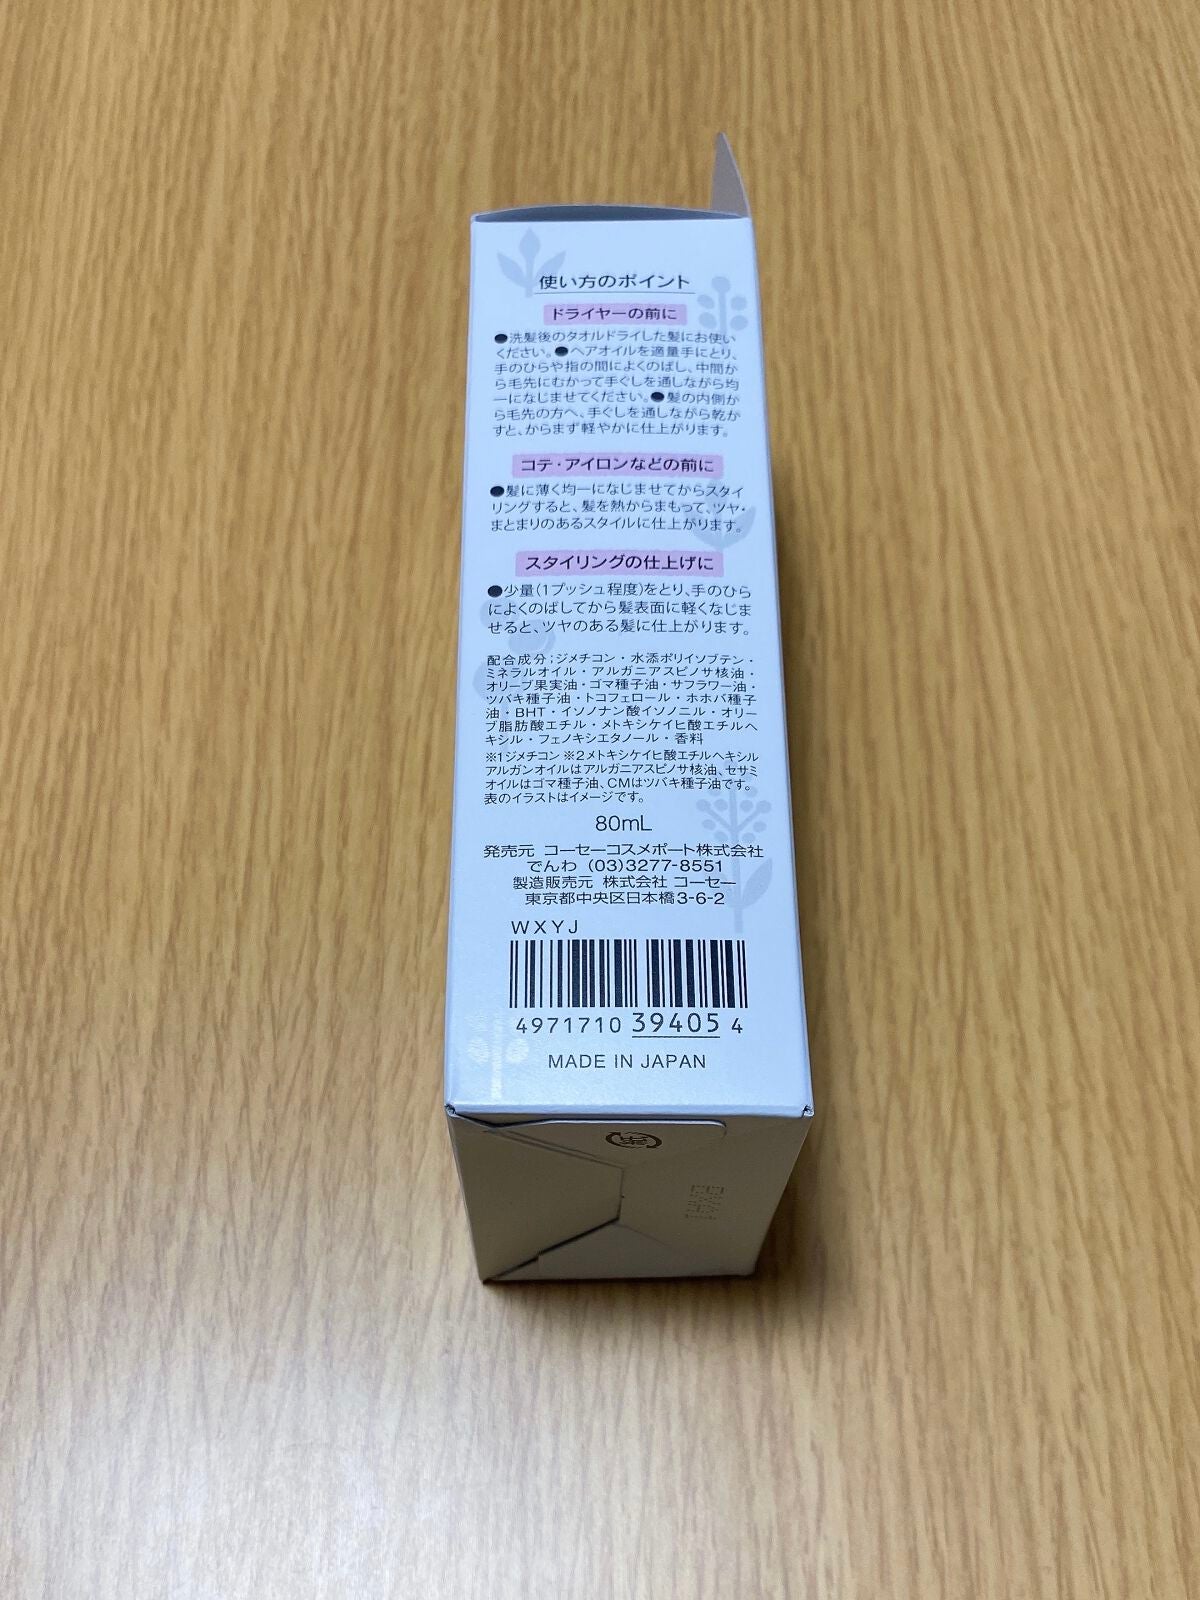 使い方のポイント
ドライヤーの前に
●洗髪後のタオルドライした髪にお使い
ください。●ヘアオイルを適量手にとり、
手のひらや指の間によくのばし、中間か
ら毛先にむかって手ぐしを通しながら均
一になじませてください。●髪の内側か
ら毛先の方へ、手ぐしを通しながら乾か
すと、からまず軽やかに仕上がります。
コテ・アイロンなどの前に
●髪に薄く均一になじませてからスタイ
リングすると、髪を熱からまもって、ツヤ・
まとまりのあるスタイルに仕上がります。
スタイリングの仕上げに
●少量(1プッシュ程度)をとり、手のひら
によくのばしてから髪表面に軽くなじま
せると、ツヤのある髪に仕上がります。
配合成分;ジメチコン・水添ポリイソブテン・
ミネラルオイル・アルガニアスピノサ核油・
オリーブ果実油・ゴマ種子油・サフラワー油・
ツバキ種子油・トコフェロール・ホホバ種子
油・BHT・イソノナン酸イソノニル・オリー
ブ脂肪酸エチル・メトキシケイヒ酸エチルヘ
キシル・フェノキシエタノール・香料
※1ジメチコン ※2メトキシケイヒ酸エチルヘキシル
アルガンオイルはアルガニアスピノサ核油、セサミ
オイルはゴマ種子油、CMはツバキ種子油です。
表のイラストはイメージです。
80mL
発売元 コーセーコスメポート株式会社
でんわ (03)3277-8551
製造販売元 株式会社 コーセー
東京都中央区日本橋3-6-2
WXYJ
4971710 39405 4
MADE IN JAPAN